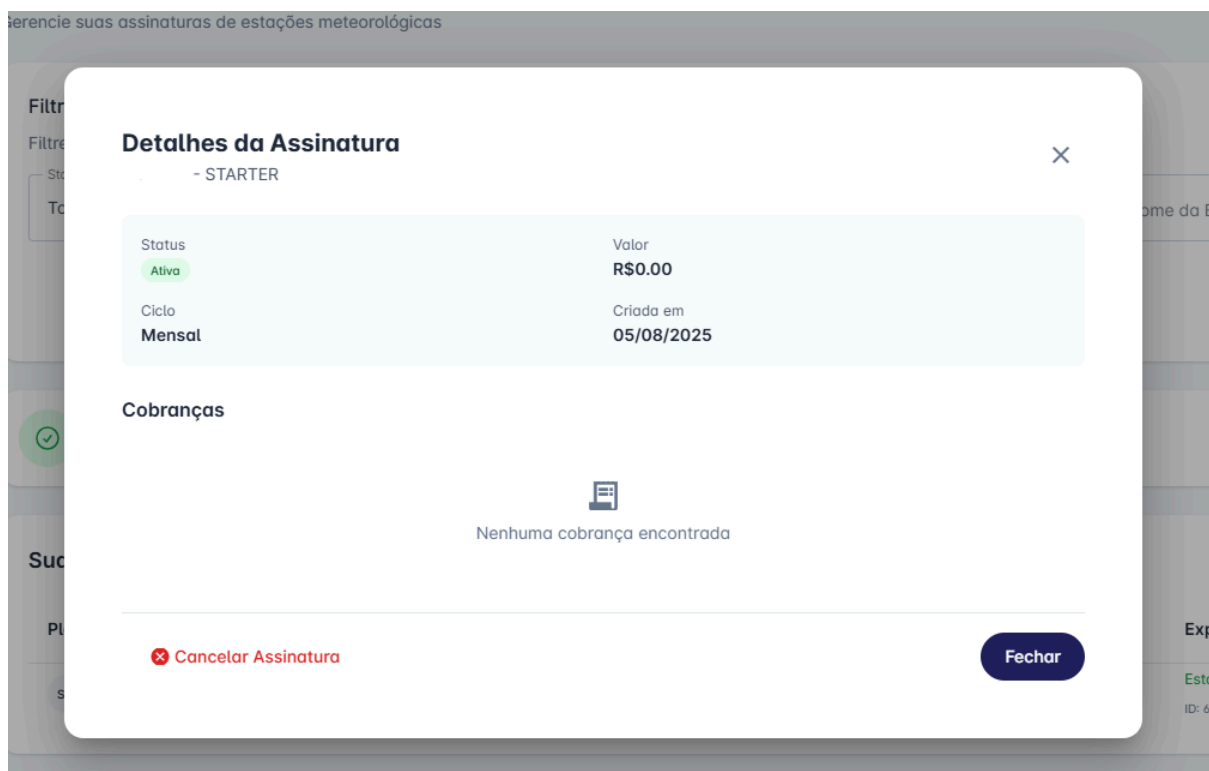 Gerencie suas assinaturas de estações meteorológicas
Detalhes da Assinatura
- STARTER
Status
Valor
Ativa
R$0.00
Ciclo
Criada em
Mensal
05/08/2025
Cobranças
Nenhuma cobrança encontrada
Cancelar Assinatura
Fechar